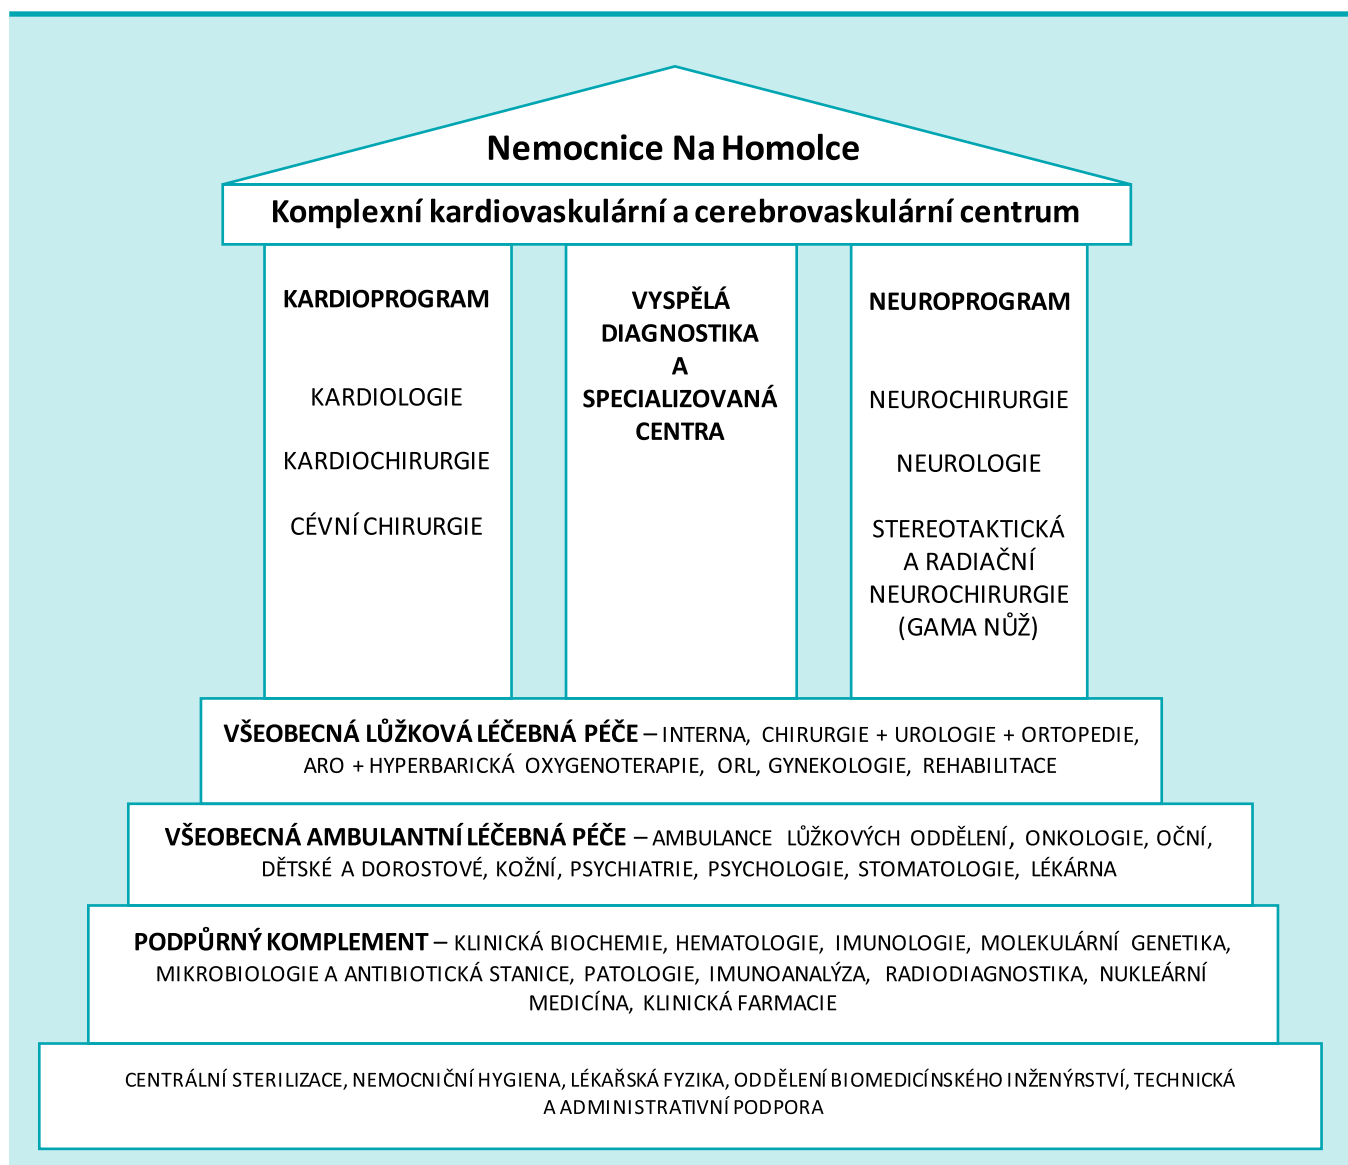 Nemocnice Na Homolce
Komplexní kardiovaskulární a cerebrovaskulární centrum
KARDIOPROGRAM
KARDIOLOGIE
KARDIOCHIRURGIE
CÉVNÍ CHIRURGIE
VYSPĚLÁ
DIAGNOSTIKA
A
SPECIALIZOVANÁ
CENTRA
NEUROPROGRAM
NEUROCHIRURGIE
NEUROLOGIE
STEREOTAKTICKÁ
A RADIAČNÍ
NEUROCHIRURGIE
(GAMA NŮŽ)
VŠEOBECNÁ LŮŽKOVÁ LÉČEBNÁ PÉČE – INTERNA, CHIRURGIE + UROLOGIE + ORTOPEDIE,
ARO + HYPERBARICKÁ OXYGENOTERAPIE, ORL, GYNEKOLOGIE, REHABILITACE
VŠEOBECNÁ AMBULANTNÍ LÉČEBNÁ PÉČE – AMBULANCE LŮŽKOVÝCH ODDĚLENÍ, ONKOLOGIE, OČNÍ,
DĚTSKÉ A DOROSTOVÉ, KOŽNÍ, PSYCHIATRIE, PSYCHOLOGIE, STOMATOLOGIE, LÉKÁRNA
PODPŮRNÝ KOMPLEMENT – KLINICKÁ BIOCHEMIE, HEMATOLOGIE, IMUNOLOGIE, MOLEKULÁRNÍ GENETIKA,
MIKROBIOLOGIE A ANTIBIOTICKÁ STANICE, PATOLOGIE, IMUNOANALÝZA, RADIODIAGNOSTIKA, NUKLEÁRNÍ
MEDICÍNA, KLINICKÁ FARMACIE
CENTRÁLNÍ STERILIZACE, NEMOCNIČNÍ HYGIENA, LÉKAŘSKÁ FYZIKA, ODDĚLENÍ BIOMEDICÍNSKÉHO INŽENÝRSTVÍ, TECHNICKÁ
A ADMINISTRATIVNÍ PODPORA